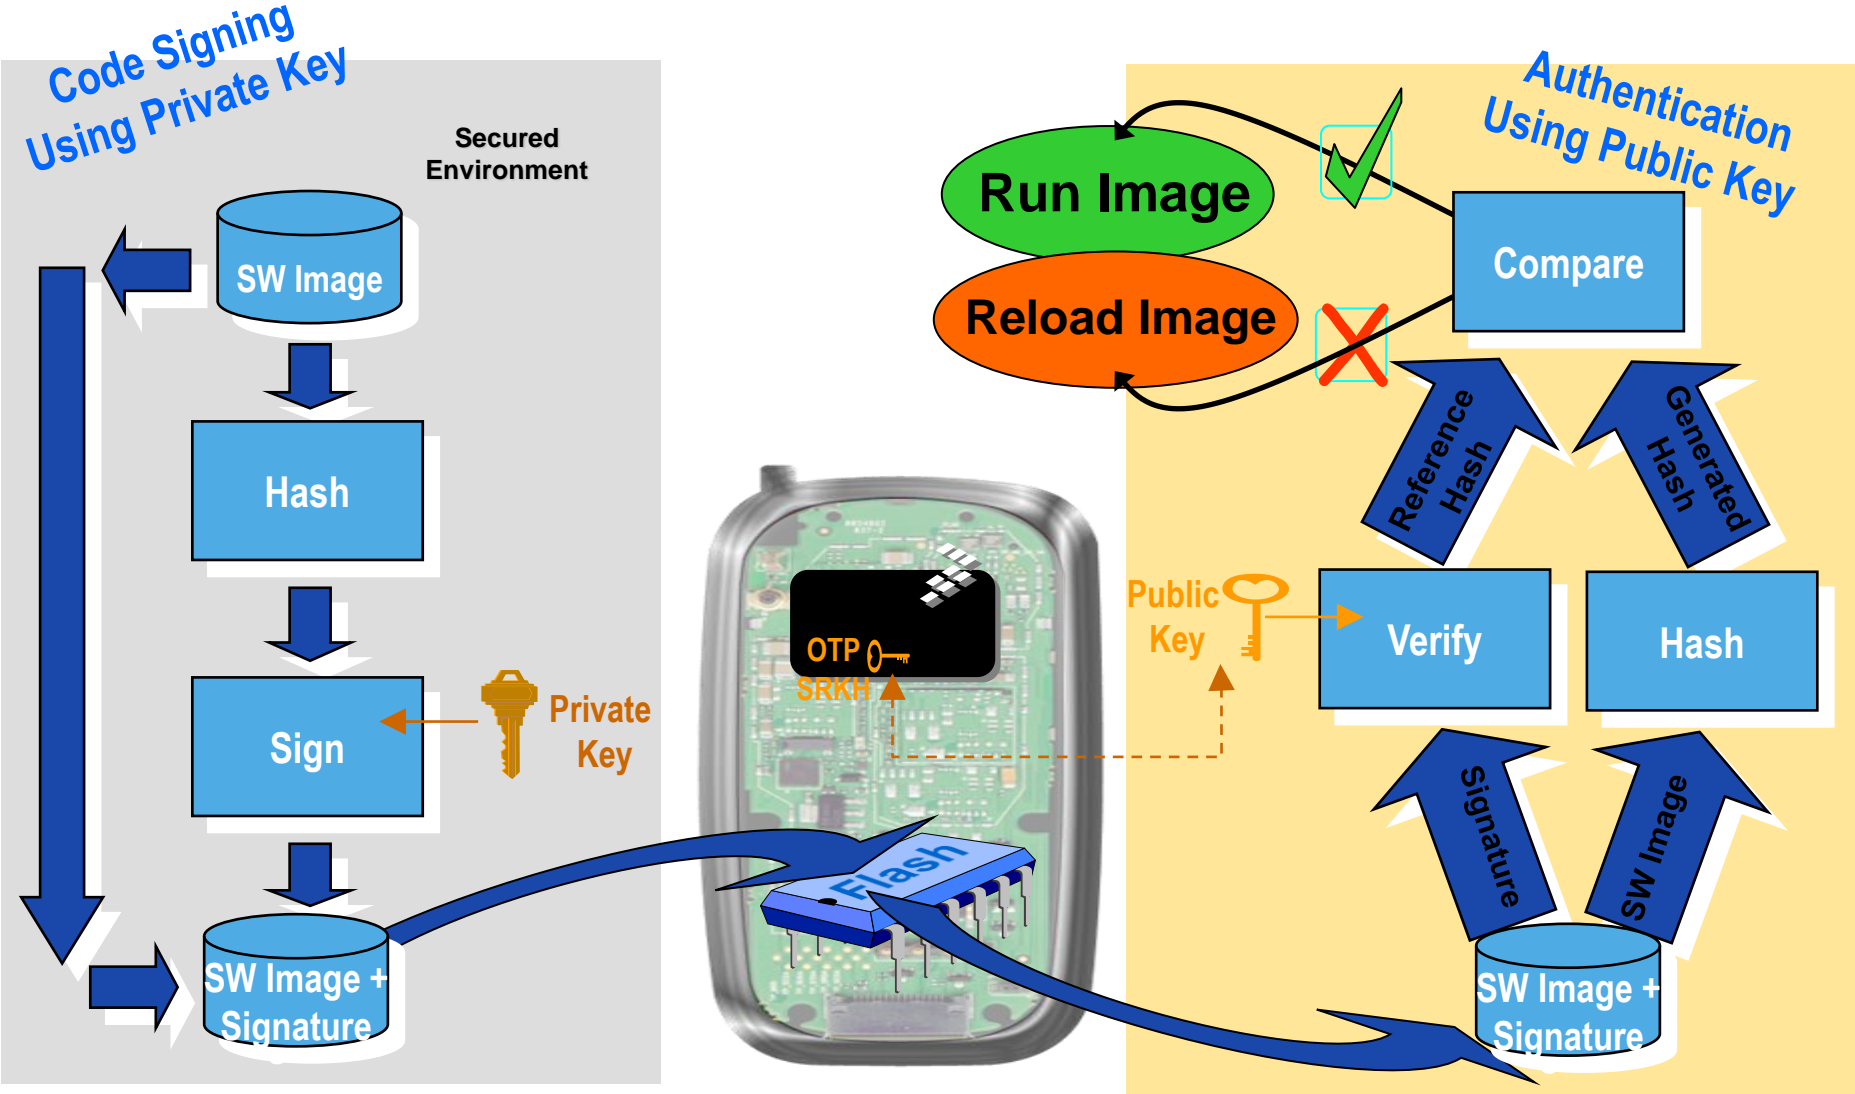 Code Signing
Using Private Key
Secured
Environment
SW Image
Hash
Sign
Private
Key
SW Image +
Signature
OTP
SRKH
Flash
Authentication
Using Public Key
Run Image
Reload Image
Compare
Reference
Hash
Generated
Hash
Public
Key
Verify
Hash
Signature
SW Image
SW Image +
Signature